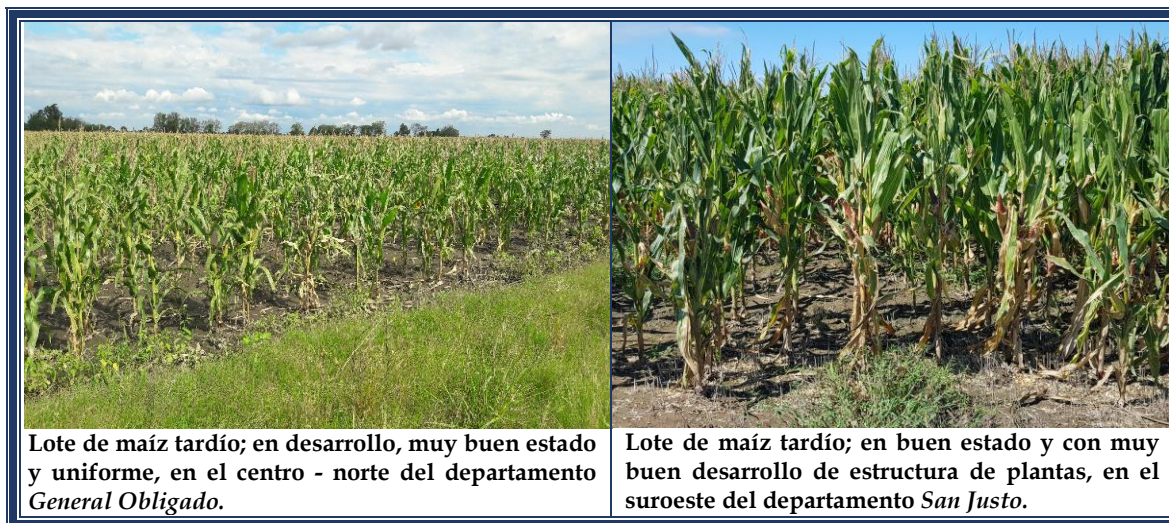 Lote de maíz tardío; en desarrollo, muy buen estado
y uniforme, en el centro - norte del departamento
General Obligado.
Lote de maíz tardío; en buen estado y con muy
buen desarrollo de estructura de plantas, en el
suroeste del departamento San Justo.